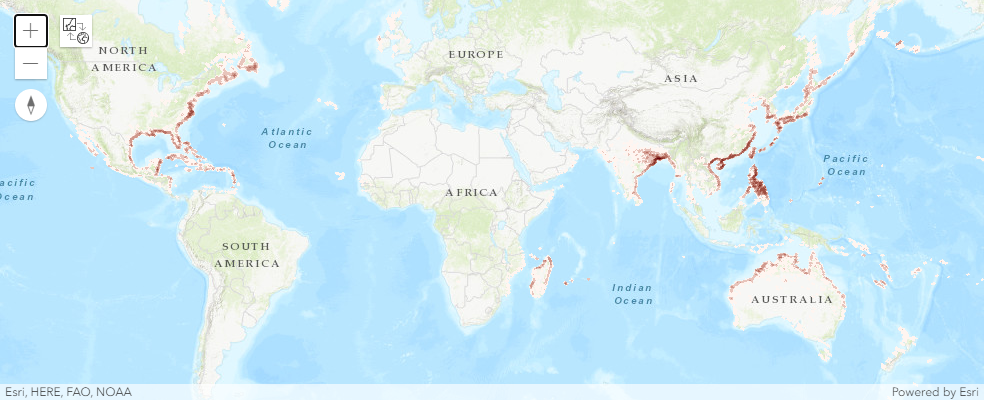 NORTH
AMERICA
EUROPE
ASIA
Atlantic
Ocean
Pacific
Ocean
acific
cean
AFRICA
SOUTH
AMERICA
Indian
Ocean
AUSTRALIA
Esri, HERE, FAO, NOAA
Powered by Esri